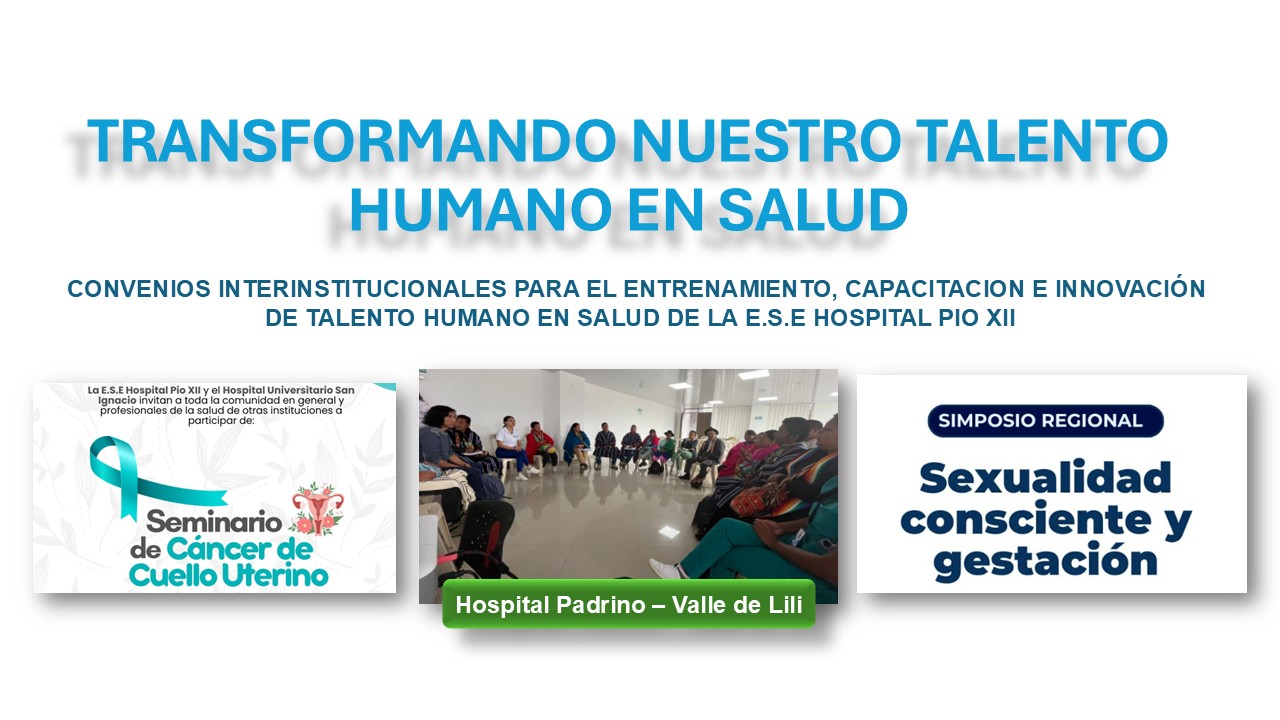 TRANSFORMANDO NUESTRO TALENTO
HUMANO EN SALUD
CONVENIOS INTERINSTITUCIONALES PARA EL ENTRENAMIENTO, CAPACITACION E INNOVACIÓN
DE TALENTO HUMANO EN SALUD DE LA E.S.E HOSPITAL PIO XII
La E.S.E Hospital Pio XII y el Hospital Universitario San
Ignacio invitan a toda la comunidad en general y
profesionales de la salud de otras instituciones a
participar de:
Seminario
de Cáncer de
Cuello Uterino
Hospital Padrino – Valle de Lili
SIMPOSIO REGIONAL
Sexualidad
consciente y
gestación